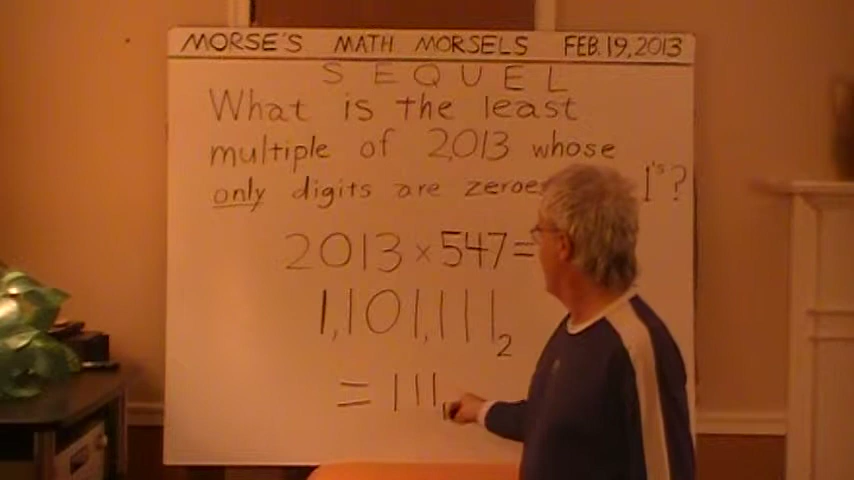 MORSE'S MATH MORSELS FEB. 19, 2013
SEQUEL
What is the least
multiple of 2013 whose
only digits are zeroes 1's?
2013 × 547 =
1,101,111₂
= 111